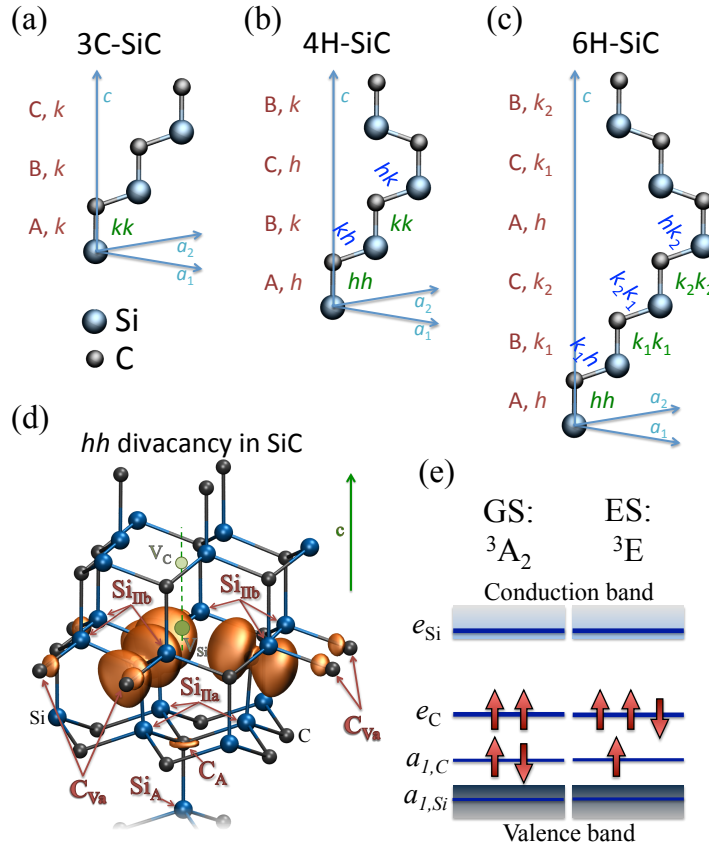 (a)
3C-SiC
C, k
B, k
A, k
c
kk
a2
a1
Si
C
(b)
4H-SiC
B, k
C, h
B, k
A, h
c
hk
kh
kk
hh
a2
a1
(c)
6H-SiC
B, k2
C, k1
A, h
C, k2
B, k1
A, h
c
hk2
k2k1
k2k2
k1h
k1k1
hh
a2
a1
(d)
hh divacancy in SiC
c
VC
SiIIb
SiIIb
VSi
SiIIa
Si
C
CVa
CVa
CA
SiA
(e)
GS:
ES:
3A2
3E
Conduction band
eSi
eC
a1,C
a1,Si
Valence band